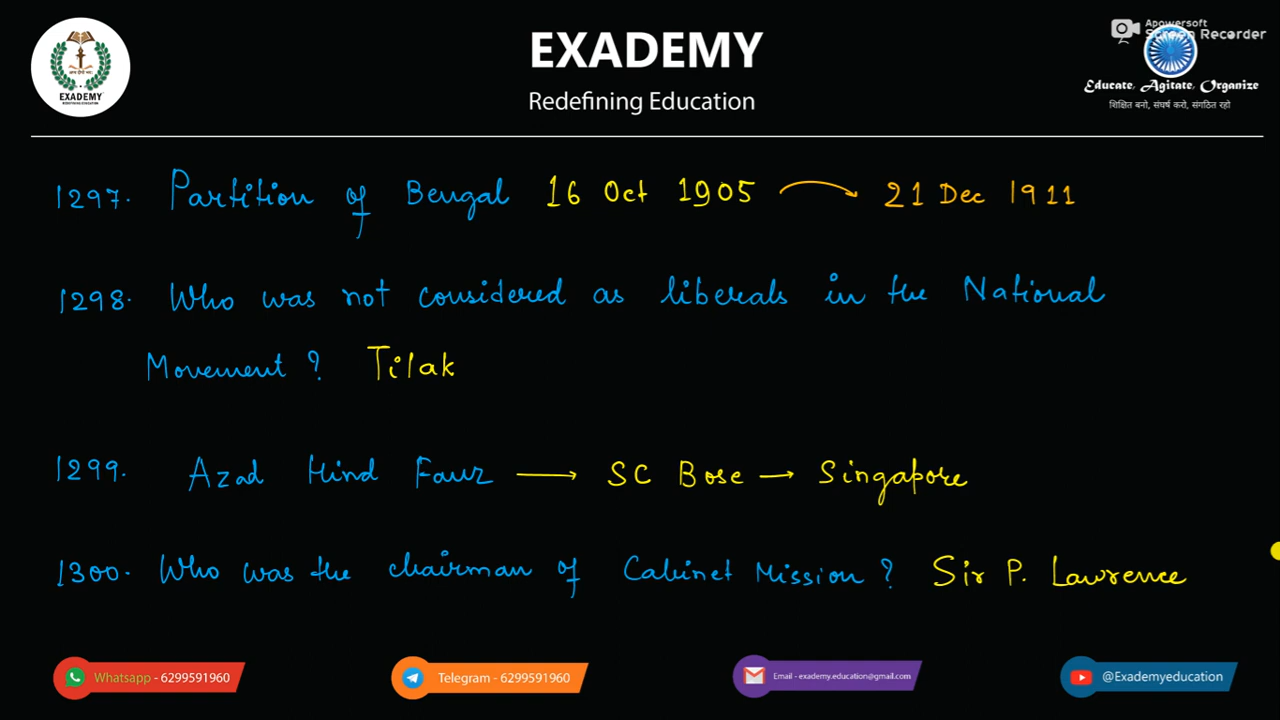 EXADEMY
Redefining Education
EXADEMY
REDEFINING EDUCATION
Apowersoft
Screen Recorder
Educate, Agitate, Organize
शिक्षित बनो, संघर्ष करो, संगठित रहो
1297. Partition of Bengal 16 Oct 1905 → 21 Dec 1911
1298. Who was not considered as liberals in the National
Movement ? Tilak
1299. Azad Hind Fauz → SC Bose → Singapore
1300. Who was the chairman of Cabinet Mission ? Sir P. Lawrence
Whatsapp - 6299591960
Telegram - 6299591960
Email - exademy.education@gmail.com
@Exademyeducation